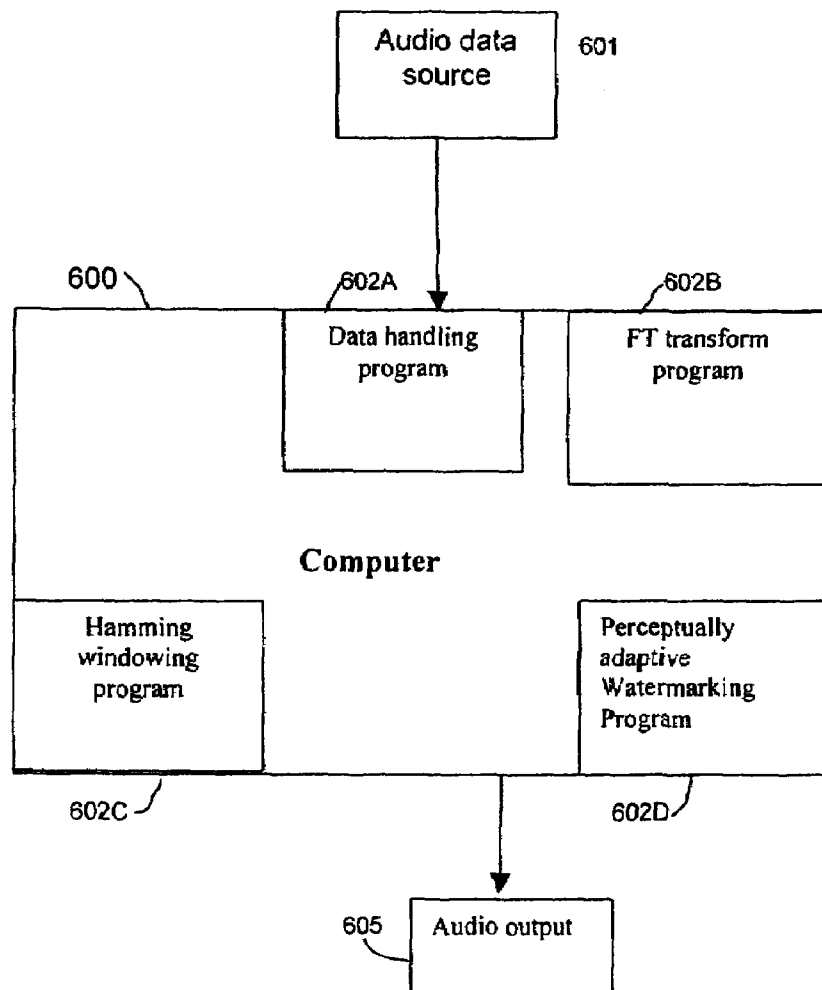 Audio data
source
601
600
602A
602B
Data handling
program
FT transform
program
Computer
Hamming
windowing
program
Perceptually
adaptive
Watermarking
Program
602C
602D
605
Audio output